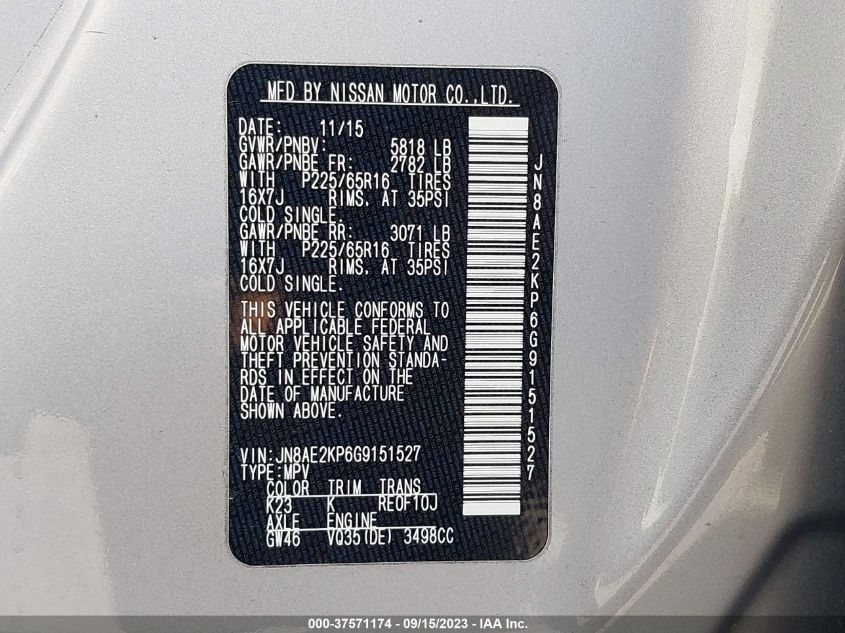 MFD BY NISSAN MOTOR CO.,LTD.
DATE: 11/15
GVWR/PNBV: 5818 LB
GAWR/PNBE FR: 2782 LB
WITH P225/65R16 TIRES
16X7J RIMS, AT 35PSI
COLD SINGLE.
GAWR/PNBE RR: 3071 LB
WITH P225/65R16 TIRES
16X7J RIMS, AT 35PSI
COLD SINGLE.
THIS VEHICLE CONFORMS TO
ALL APPLICABLE FEDERAL
MOTOR VEHICLE SAFETY AND
THEFT PREVENTION STANDA-
RDS IN EFFECT ON THE
DATE OF MANUFACTURE
SHOWN ABOVE.
VIN:JN8AE2KP6G9151527
TYPE:MPV
COLOR TRIM TRANS
K23 K RE0F10J
AXLE ENGINE
GW46 VQ35(DE) 3498CC
JN8AE2KP6G9151527
000-37571174 - 09/15/2023 - IAA Inc.